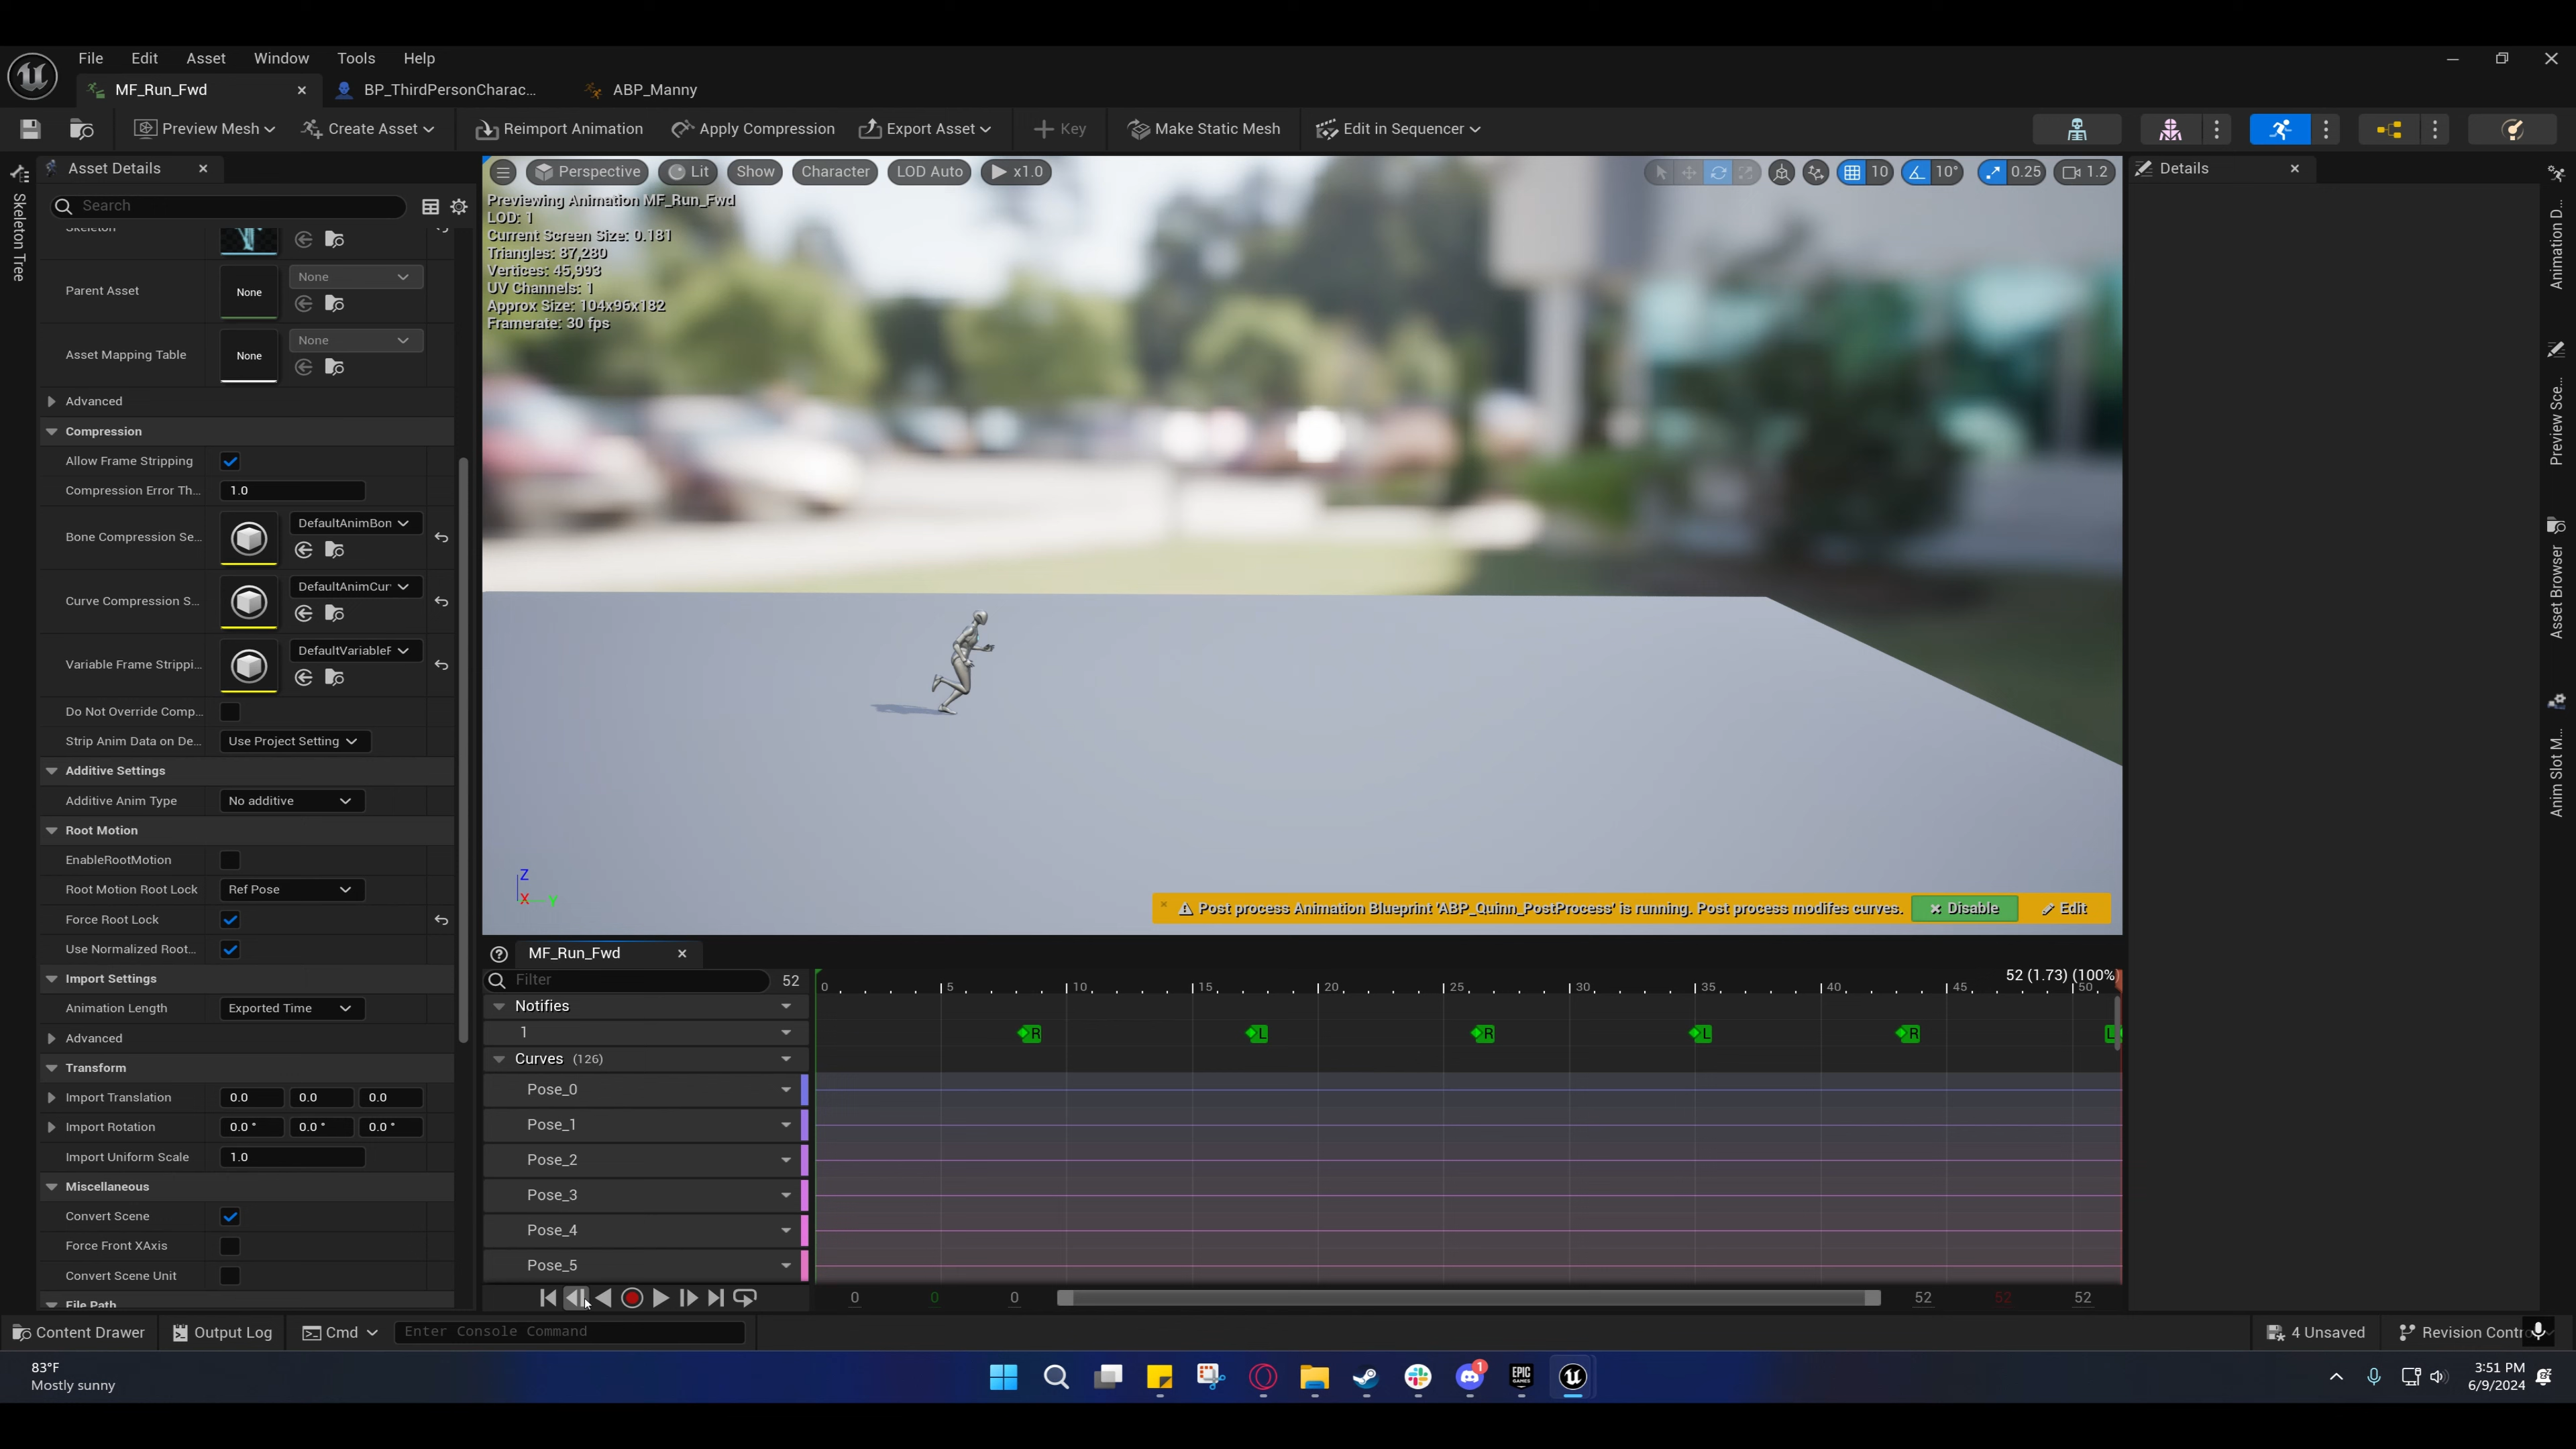 File Edit Asset Window Tools Help
MF_Run_Fwd BP_ThirdPersonCharac... ABP_Manny
Preview Mesh Create Asset Reimport Animation Apply Compression Export Asset Key Make Static Mesh Edit in Sequencer
Asset Details
Search
Skeleton Tree
Skeleton
Parent Asset None None
Asset Mapping Table None None
Advanced
Compression
Allow Frame Stripping
Compression Error Th... 1.0
Bone Compression Se... DefaultAnimBon
Curve Compression S... DefaultAnimCur
Variable Frame Strippi... DefaultVariableF
Do Not Override Comp...
Strip Anim Data on De... Use Project Setting
Additive Settings
Additive Anim Type No additive
Root Motion
EnableRootMotion
Root Motion Root Lock Ref Pose
Force Root Lock
Use Normalized Root...
Import Settings
Animation Length Exported Time
Advanced
Transform
Import Translation 0.0 0.0 0.0
Import Rotation 0.0 ° 0.0 ° 0.0 °
Import Uniform Scale 1.0
Miscellaneous
Convert Scene
Force Front XAxis
Convert Scene Unit
File Path
Perspective Lit Show Character LOD Auto x1.0 10 10° 0.25 1.2
Previewing Animation MF_Run_Fwd
LOD: 1
Current Screen Size: 0.181
Triangles: 87,280
Vertices: 45,993
UV Channels: 1
Approx Size: 104x96x182
Framerate: 30 fps
Z
X Y
Post process Animation Blueprint 'ABP_Quinn_PostProcess' is running. Post process modifes curves. Disable Edit
MF_Run_Fwd
Filter 52
52 (1.73) (100%)
0 5 10 15 20 25 30 35 40 45 50
Notifies
1 R L R L R L
Curves (126)
Pose_0
Pose_1
Pose_2
Pose_3
Pose_4
Pose_5
0 0 0 52 52 52
Details
Animation D...
Preview Sce...
Asset Browser
Anim Slot M...
Content Drawer Output Log Cmd Enter Console Command 4 Unsaved Revision Contr
83°F
Mostly sunny
1
EPIC
GAMES
3:51 PM
6/9/2024